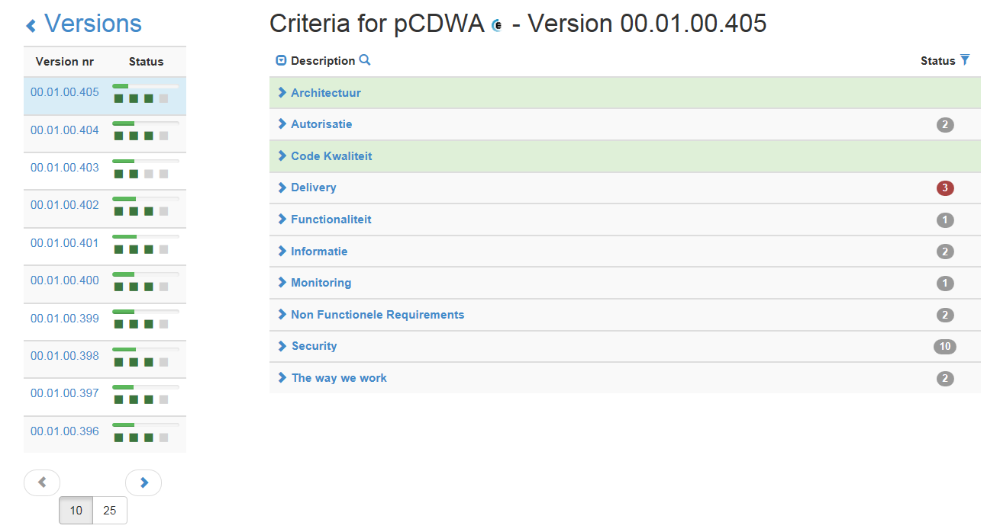 Versions
Version nr Status
00.01.00.405
00.01.00.404
00.01.00.403
00.01.00.402
00.01.00.401
00.01.00.400
00.01.00.399
00.01.00.398
00.01.00.397
00.01.00.396
10 25
Criteria for pCDWA e - Version 00.01.00.405
Description Status
Architectuur
Autorisatie 2
Code Kwaliteit
Delivery 3
Functionaliteit 1
Informatie 2
Monitoring 1
Non Functionele Requirements 2
Security 10
The way we work 2